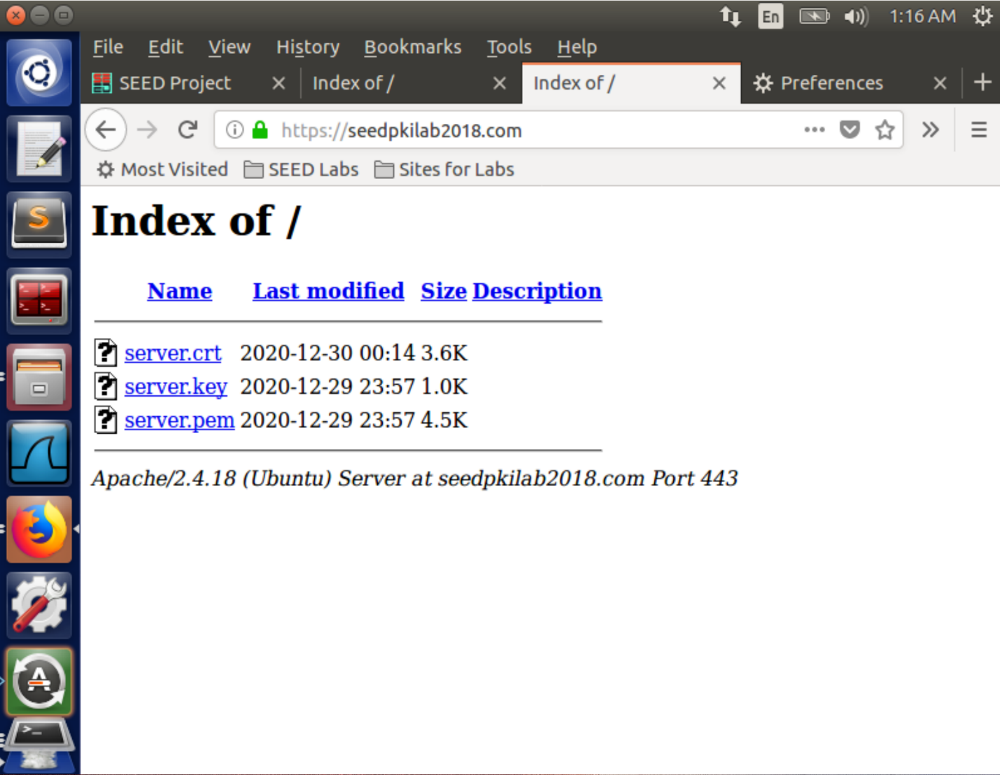 En 1:16 AM
File Edit View History Bookmarks Tools Help
SEED Project Index of / Index of / Preferences
https://seedpkilab2018.com
Most Visited SEED Labs Sites for Labs
Index of /
Name Last modified Size Description
server.crt 2020-12-30 00:14 3.6K
server.key 2020-12-29 23:57 1.0K
server.pem 2020-12-29 23:57 4.5K
Apache/2.4.18 (Ubuntu) Server at seedpkilab2018.com Port 443